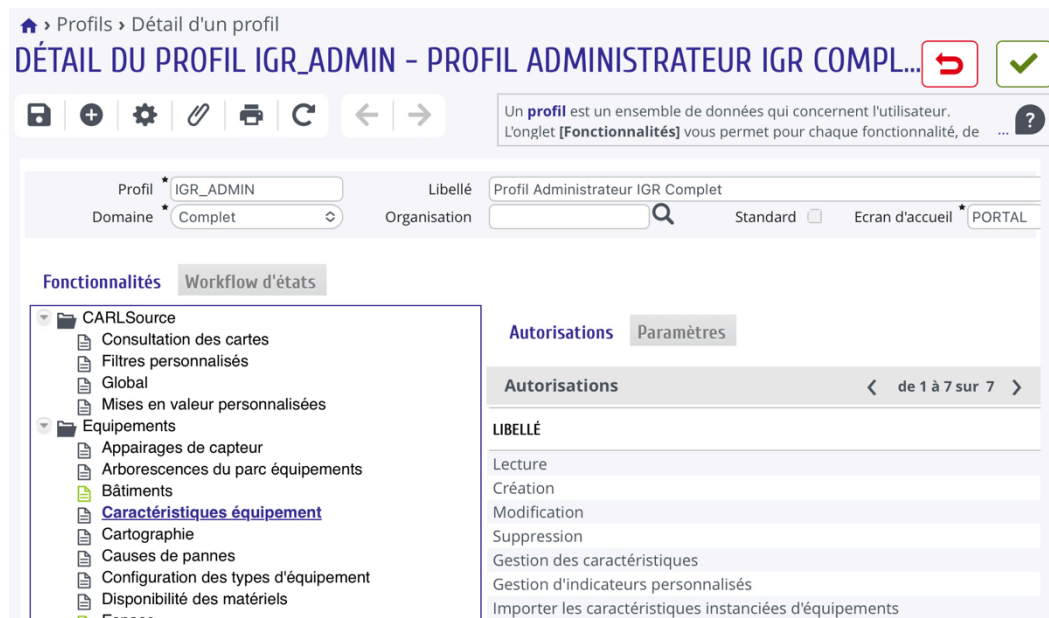 Profils › Détail d'un profil
DÉTAIL DU PROFIL IGR_ADMIN - PROFIL ADMINISTRATEUR IGR COMPL...
Un profil est un ensemble de données qui concernent l'utilisateur.
L'onglet [Fonctionnalités] vous permet pour chaque fonctionnalité, de ...
Profil * IGR_ADMIN Libellé Profil Administrateur IGR Complet
Domaine * Complet Organisation Standard Ecran d'accueil * PORTAL
Fonctionnalités Workflow d'états
CARLSource
Consultation des cartes
Filtres personnalisés
Global
Mises en valeur personnalisées
Equipements
Appairages de capteur
Arborescences du parc équipements
Bâtiments
Caractéristiques équipement
Cartographie
Causes de pannes
Configuration des types d'équipement
Disponibilité des matériels
Autorisations Paramètres
Autorisations de 1 à 7 sur 7
LIBELLÉ
Lecture
Création
Modification
Suppression
Gestion des caractéristiques
Gestion d'indicateurs personnalisés
Importer les caractéristiques instanciées d'équipements